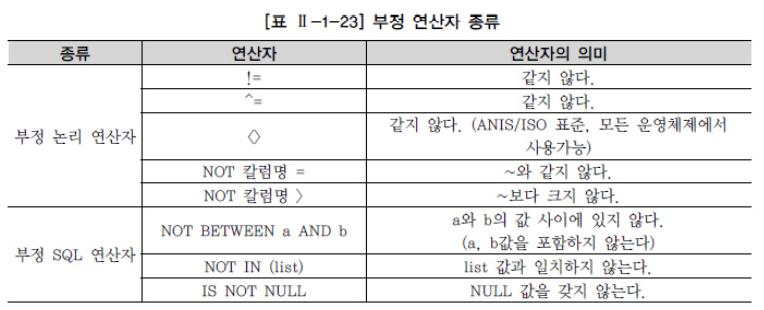 [표 Ⅱ-1-23] 부정 연산자 종류
종류 연산자 연산자의 의미
부정 논리 연산자
!= 같지 않다.
^= 같지 않다.
◇ 같지 않다. (ANIS/ISO 표준, 모든 운영체제에서
사용가능)
NOT 칼럼명 = ~와 같지 않다.
NOT 칼럼명 〉 ~보다 크지 않다.
부정 SQL 연산자
NOT BETWEEN a AND b a와 b의 값 사이에 있지 않다.
(a, b값을 포함하지 않는다)
NOT IN (list) list 값과 일치하지 않는다.
IS NOT NULL NULL 값을 갖지 않는다.